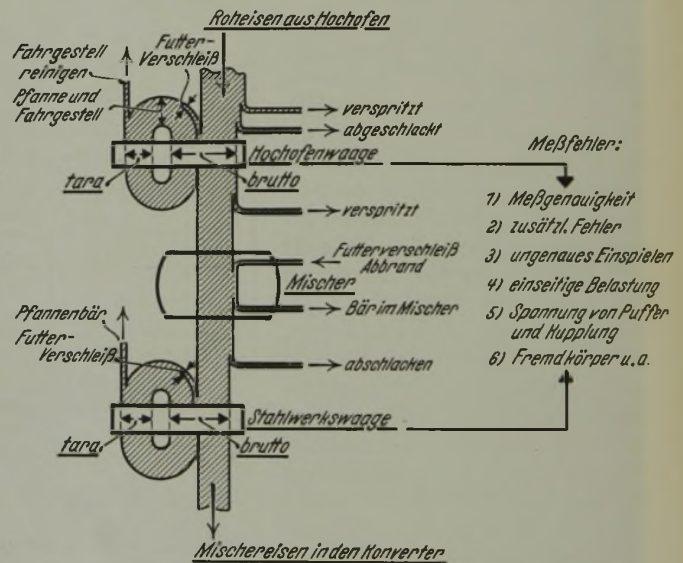 Roheisen aus Hochofen
Fahrgestell
reinigen
Futter-
Verschleiß
Pfanne und
Fahrgestell
verspritzt
abgeschlackt
Hochofenwaage
tara
brutto
verspritzt
Futterverschleiß
Abbrand
Mischer
Bär im Mischer
Pfannenbär
Futter-
Verschleiß
abschlacken
Stahlwerkswaage
tara
brutto
Mischereisen in den Konverter
Meßfehler:
1) Meßgenauigkeit
2) zusätzl. Fehler
3) ungenaues Einspielen
4) einseitige Belastung
5) Spannung von Puffer
und Kupplung
6) Fremdkörper u. a.